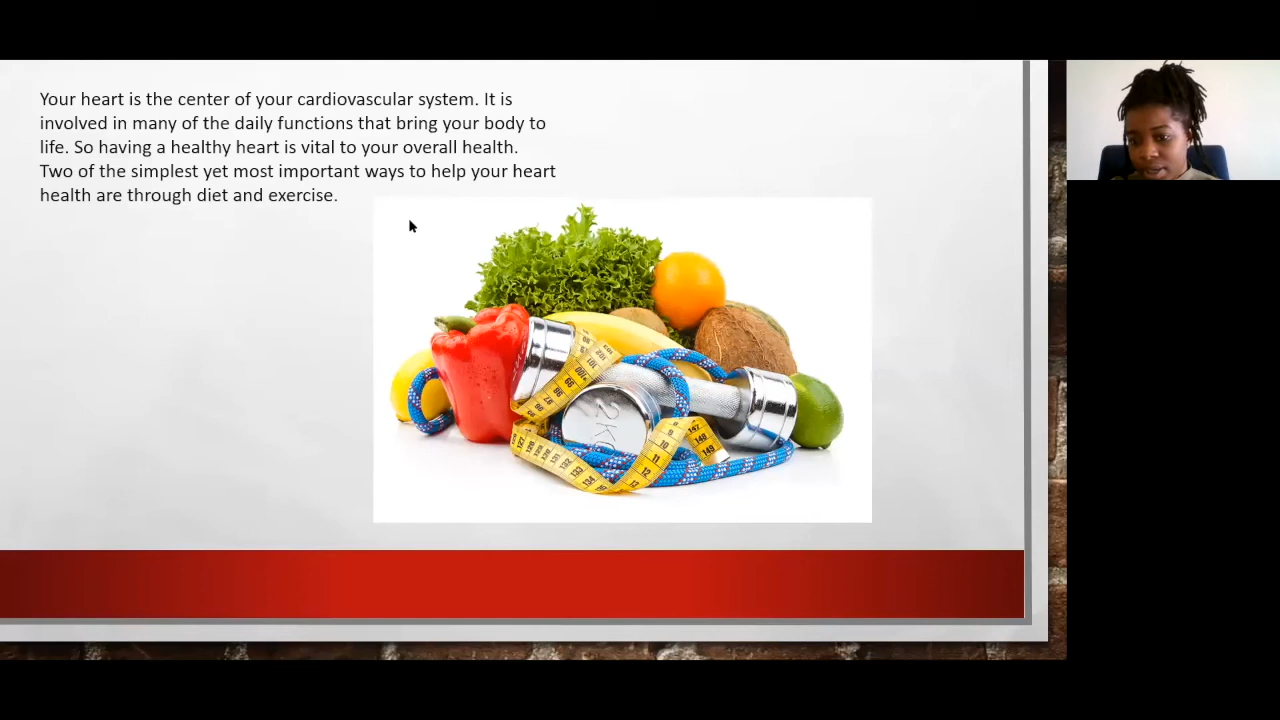 Your heart is the center of your cardiovascular system. It is
involved in many of the daily functions that bring your body to
life. So having a healthy heart is vital to your overall health.
Two of the simplest yet most important ways to help your heart
health are through diet and exercise.
2 K